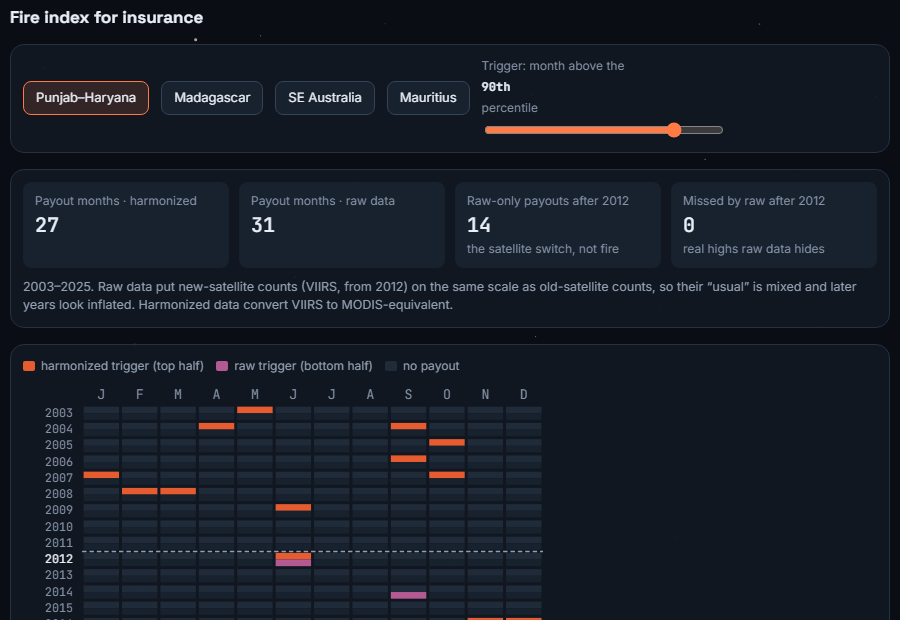 Fire index for insurance
Punjab–Haryana
Madagascar
SE Australia
Mauritius
Trigger: month above the
90th
percentile
Payout months · harmonized
27
Payout months · raw data
31
Raw-only payouts after 2012
14
the satellite switch, not fire
Missed by raw after 2012
0
real highs raw data hides
2003–2025. Raw data put new-satellite counts (VIIRS, from 2012) on the same scale as old-satellite counts, so their “usual” is mixed and later
years look inflated. Harmonized data convert VIIRS to MODIS-equivalent.
harmonized trigger (top half)
raw trigger (bottom half)
no payout
J F M A M J J A S O N D
2003
2004
2005
2006
2007
2008
2009
2010
2011
2012
2013
2014
2015